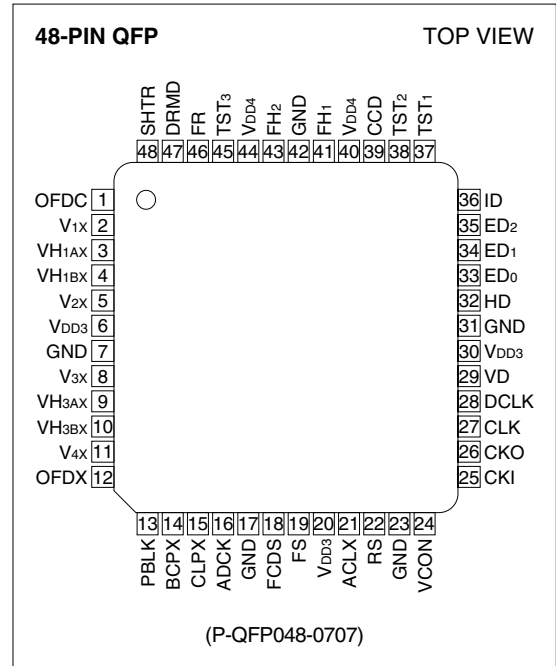 48-PIN QFP TOP VIEW
SHTR DRMD FR TST3 VDD4 FH2 GND FH1 VDD4 CCD TST2 TST1
48 47 46 45 44 43 42 41 40 39 38 37
OFDC 1
V1X 2
VH1AX 3
VH1BX 4
V2X 5
VDD3 6
GND 7
V3X 8
VH3AX 9
VH3BX 10
V4X 11
OFDX 12
36 ID
35 ED2
34 ED1
33 ED0
32 HD
31 GND
30 VDD3
29 VD
28 DCLK
27 CLK
26 CKO
25 CKI
13 14 15 16 17 18 19 20 21 22 23 24
PBLK BCPX CLPX ADCK GND FCDS FS VDD3 ACLX RS GND VCON
(P-QFP048-0707)